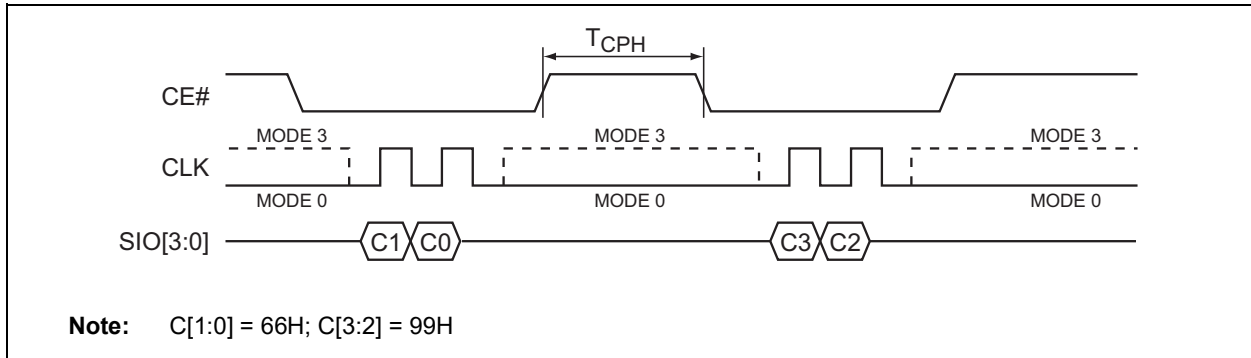 TCPH
CE#
MODE 3 MODE 3 MODE 3
CLK
MODE 0 MODE 0 MODE 0
SIO[3:0] C1 C0 C3 C2
Note: C[1:0] = 66H; C[3:2] = 99H